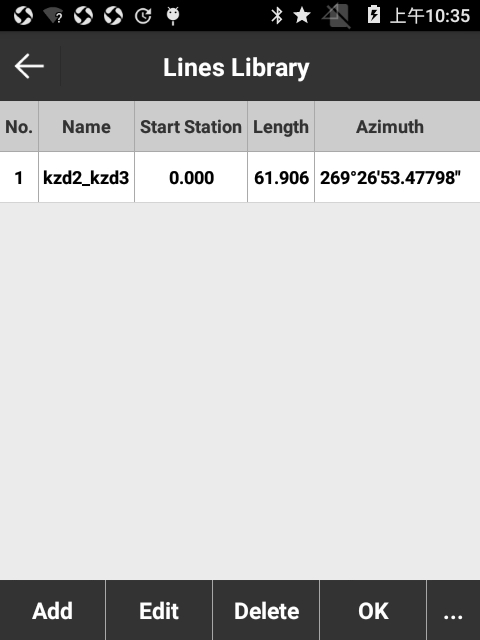 上午10:35
Lines Library
No. Name Start Station Length Azimuth
1 kzd2_kzd3 0.000 61.906 269°26'53.47798"
Add Edit Delete OK ...